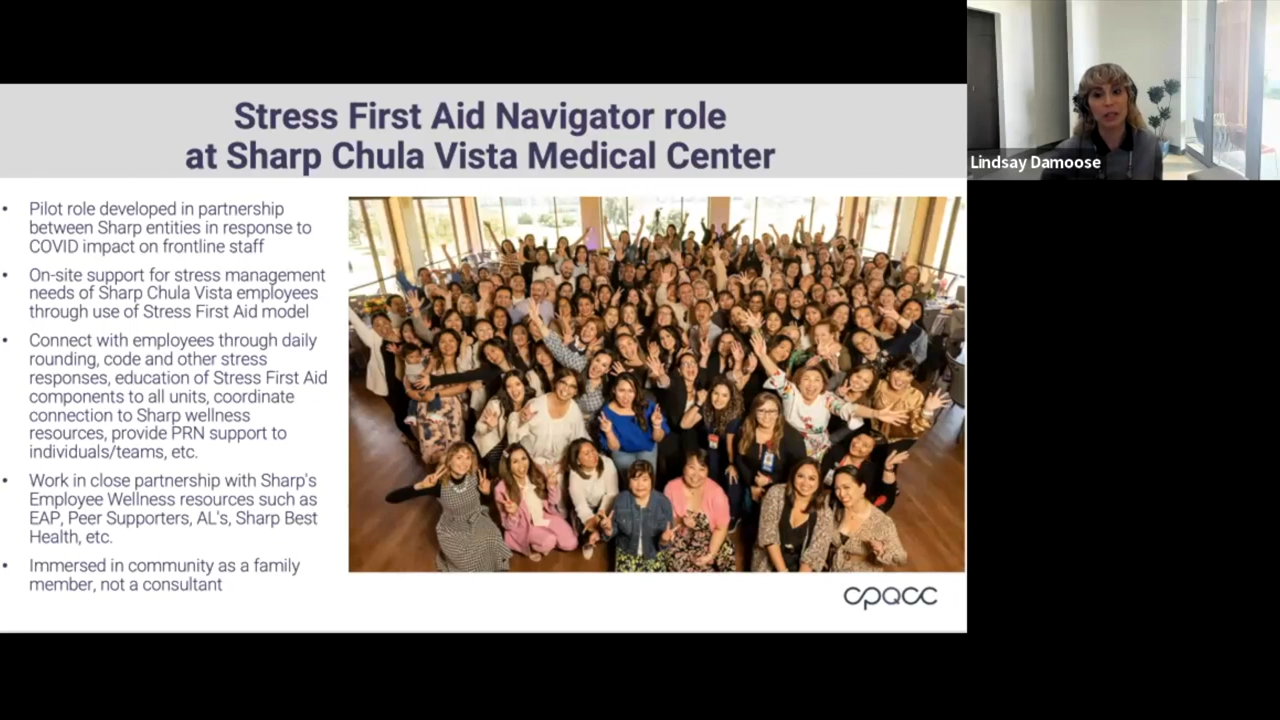 Stress First Aid Navigator role
at Sharp Chula Vista Medical Center
• Pilot role developed in partnership
between Sharp entities in response to
COVID impact on frontline staff
• On-site support for stress management
needs of Sharp Chula Vista employees
through use of Stress First Aid model
• Connect with employees through daily
rounding, code and other stress
responses, education of Stress First Aid
components to all units, coordinate
connection to Sharp wellness
resources, provide PRN support to
individuals/teams, etc.
• Work in close partnership with Sharp's
Employee Wellness resources such as
EAP, Peer Supporters, AL's, Sharp Best
Health, etc.
• Immersed in community as a family
member, not a consultant
cpqcc
Lindsay Damoose